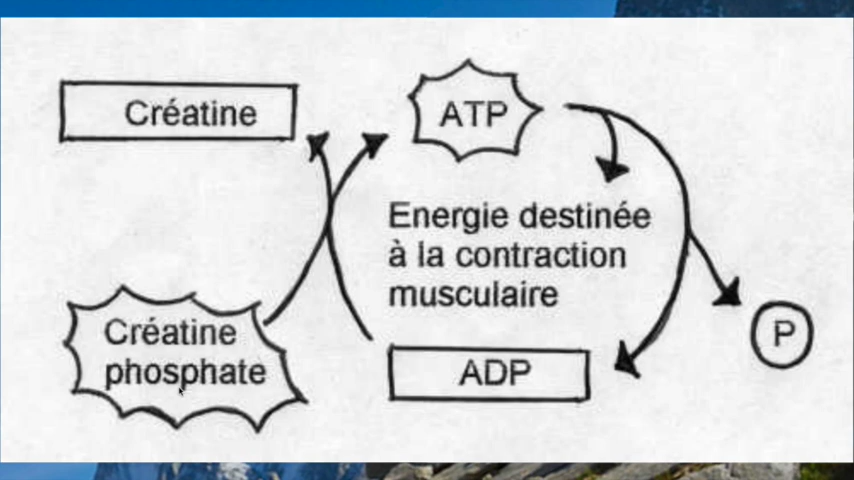 Créatine
ATP
Energie destinée
à la contraction
musculaire
Créatine
phosphate
ADP
P